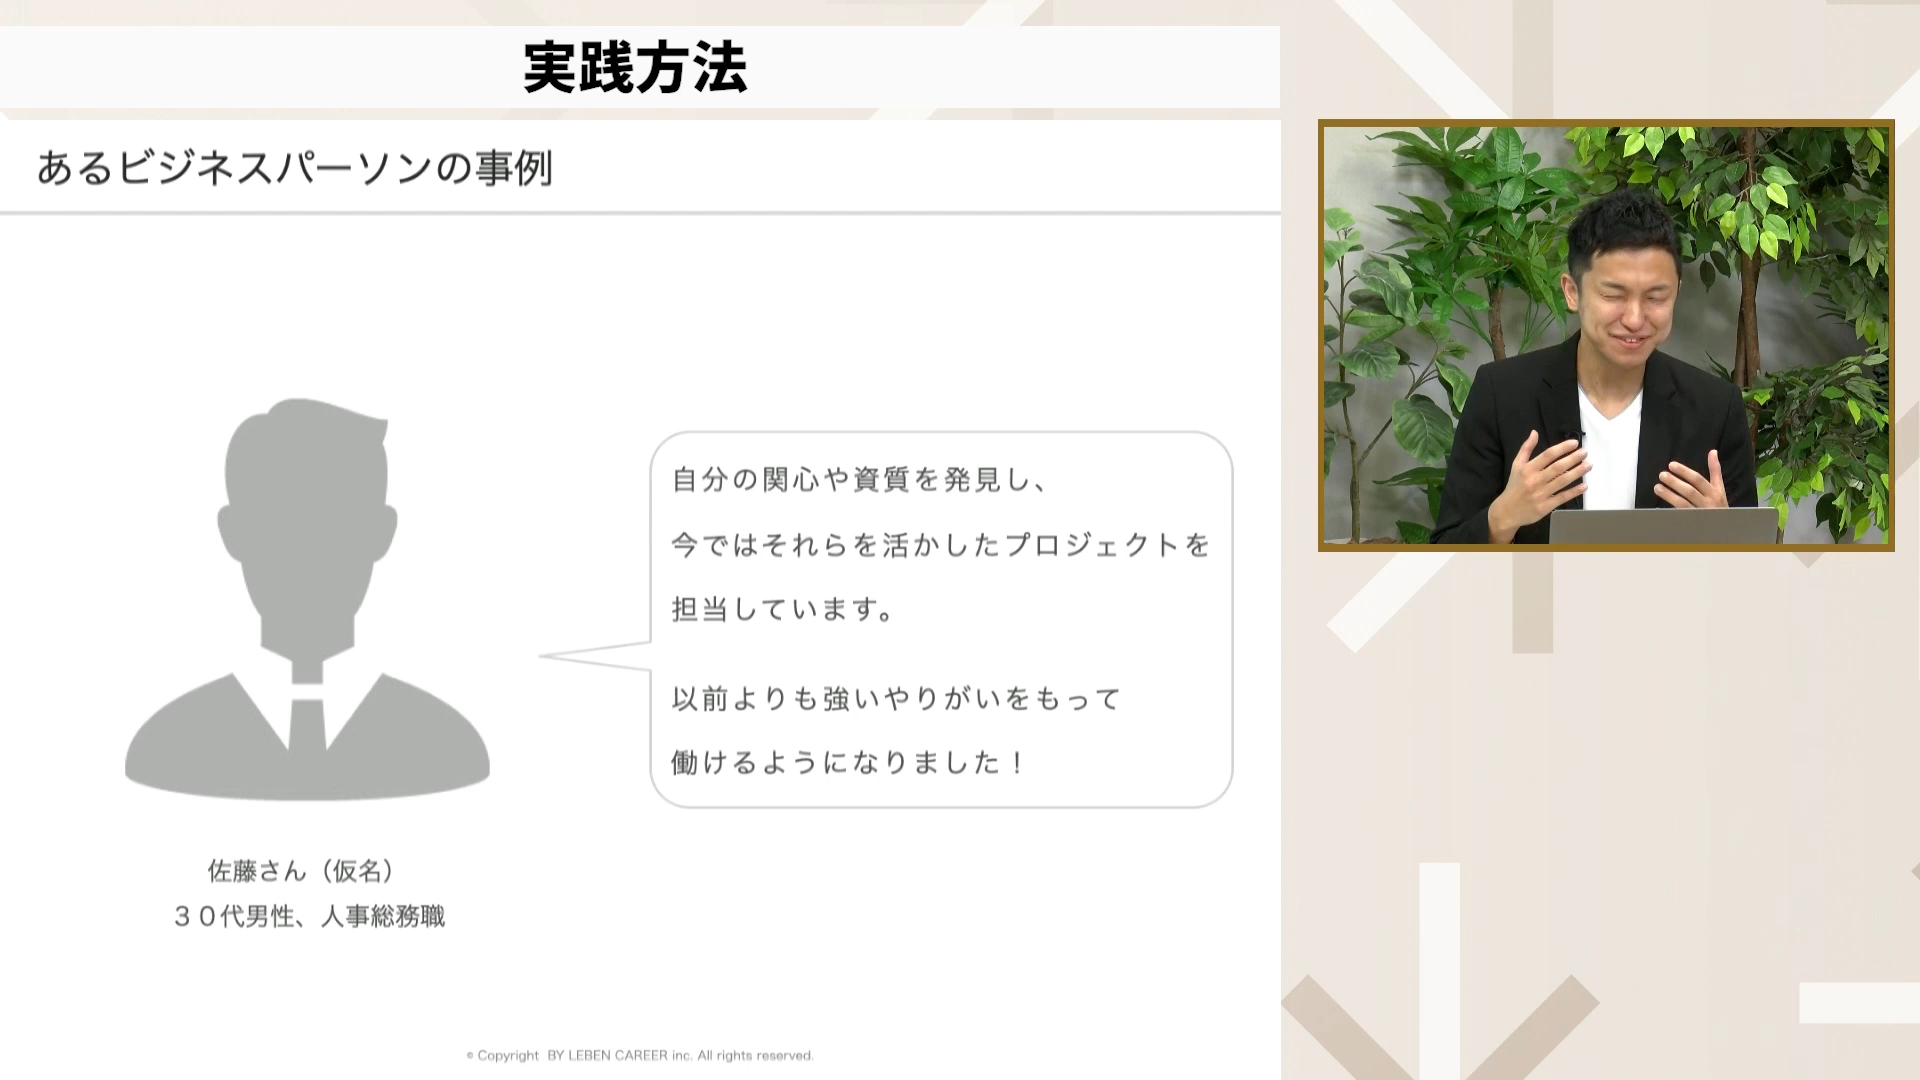 実践方法
あるビジネスパーソンの事例
自分の関心や資質を発見し、
今ではそれらを活かしたプロジェクトを
担当しています。
以前よりも強いやりがいをもって
働けるようになりました！
佐藤さん（仮名）
３０代男性、人事総務職
© Copyright BY LEBEN CAREER inc. All rights reserved.